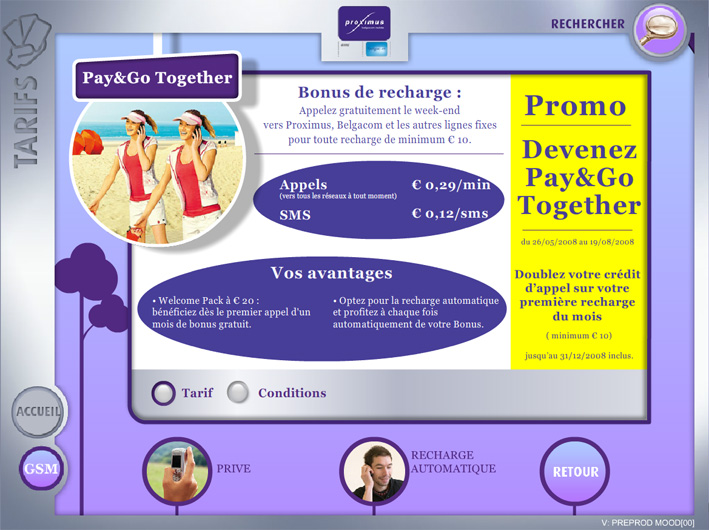 TARIFS
proximus
RECHERCHER
Pay&Go Together
Bonus de recharge :
Appelez gratuitement le week-end
vers Proximus, Belgacom et les autres lignes fixes
pour toute recharge de minimum € 10.
Appels € 0,29/min
(vers tous les réseaux à tout moment)
SMS € 0,12/sms
Vos avantages
• Welcome Pack à € 20 :
bénéficiez dès le premier appel d'un
mois de bonus gratuit.
• Optez pour la recharge automatique
et profitez à chaque fois
automatiquement de votre Bonus.
Promo
Devenez
Pay&Go
Together
du 26/05/2008 au 19/08/2008
Doublez votre crédit
d'appel sur votre
première recharge
du mois
( minimum € 10)
jusqu'au 31/12/2008 inclus.
Tarif
Conditions
ACCUEIL
GSM
PRIVE
RECHARGE
AUTOMATIQUE
RETOUR
V: PREPROD MOOD[00]